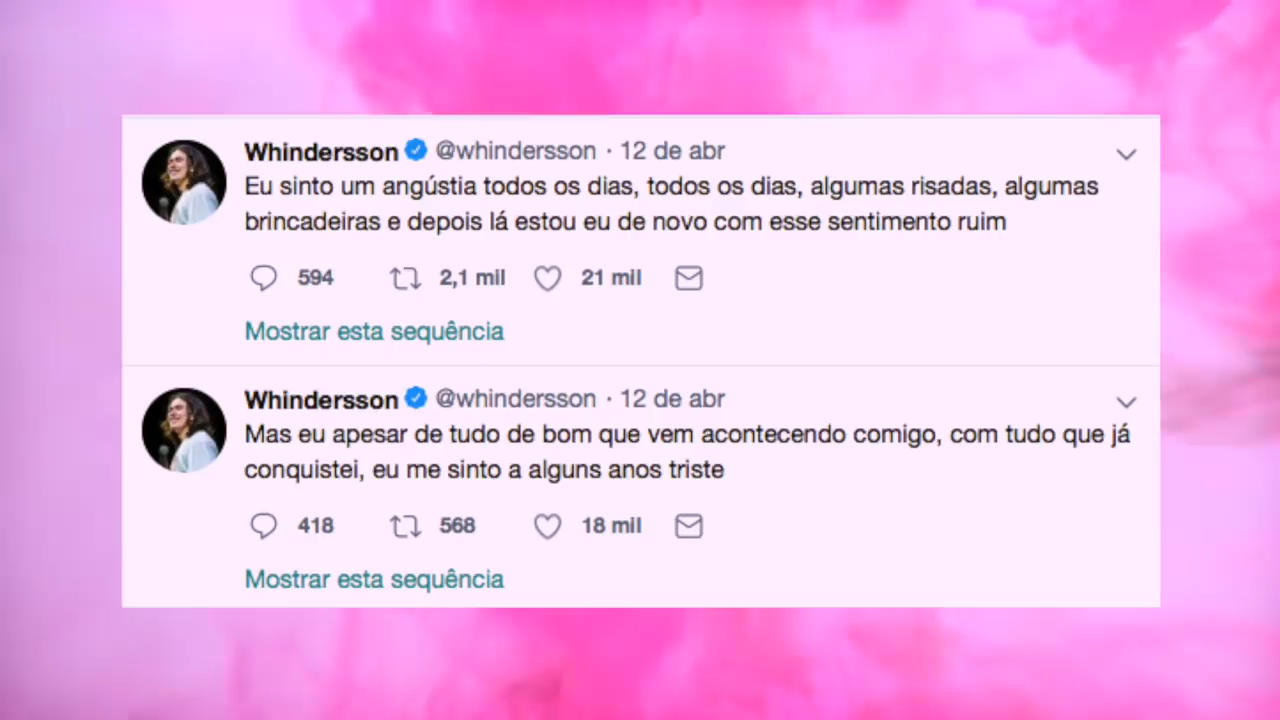 Whindersson @whindersson · 12 de abr
Eu sinto um angústia todos os dias, todos os dias, algumas risadas, algumas
brincadeiras e depois lá estou eu de novo com esse sentimento ruim
594 2,1 mil 21 mil
Mostrar esta sequência
Whindersson @whindersson · 12 de abr
Mas eu apesar de tudo de bom que vem acontecendo comigo, com tudo que já
conquistei, eu me sinto a alguns anos triste
418 568 18 mil
Mostrar esta sequência